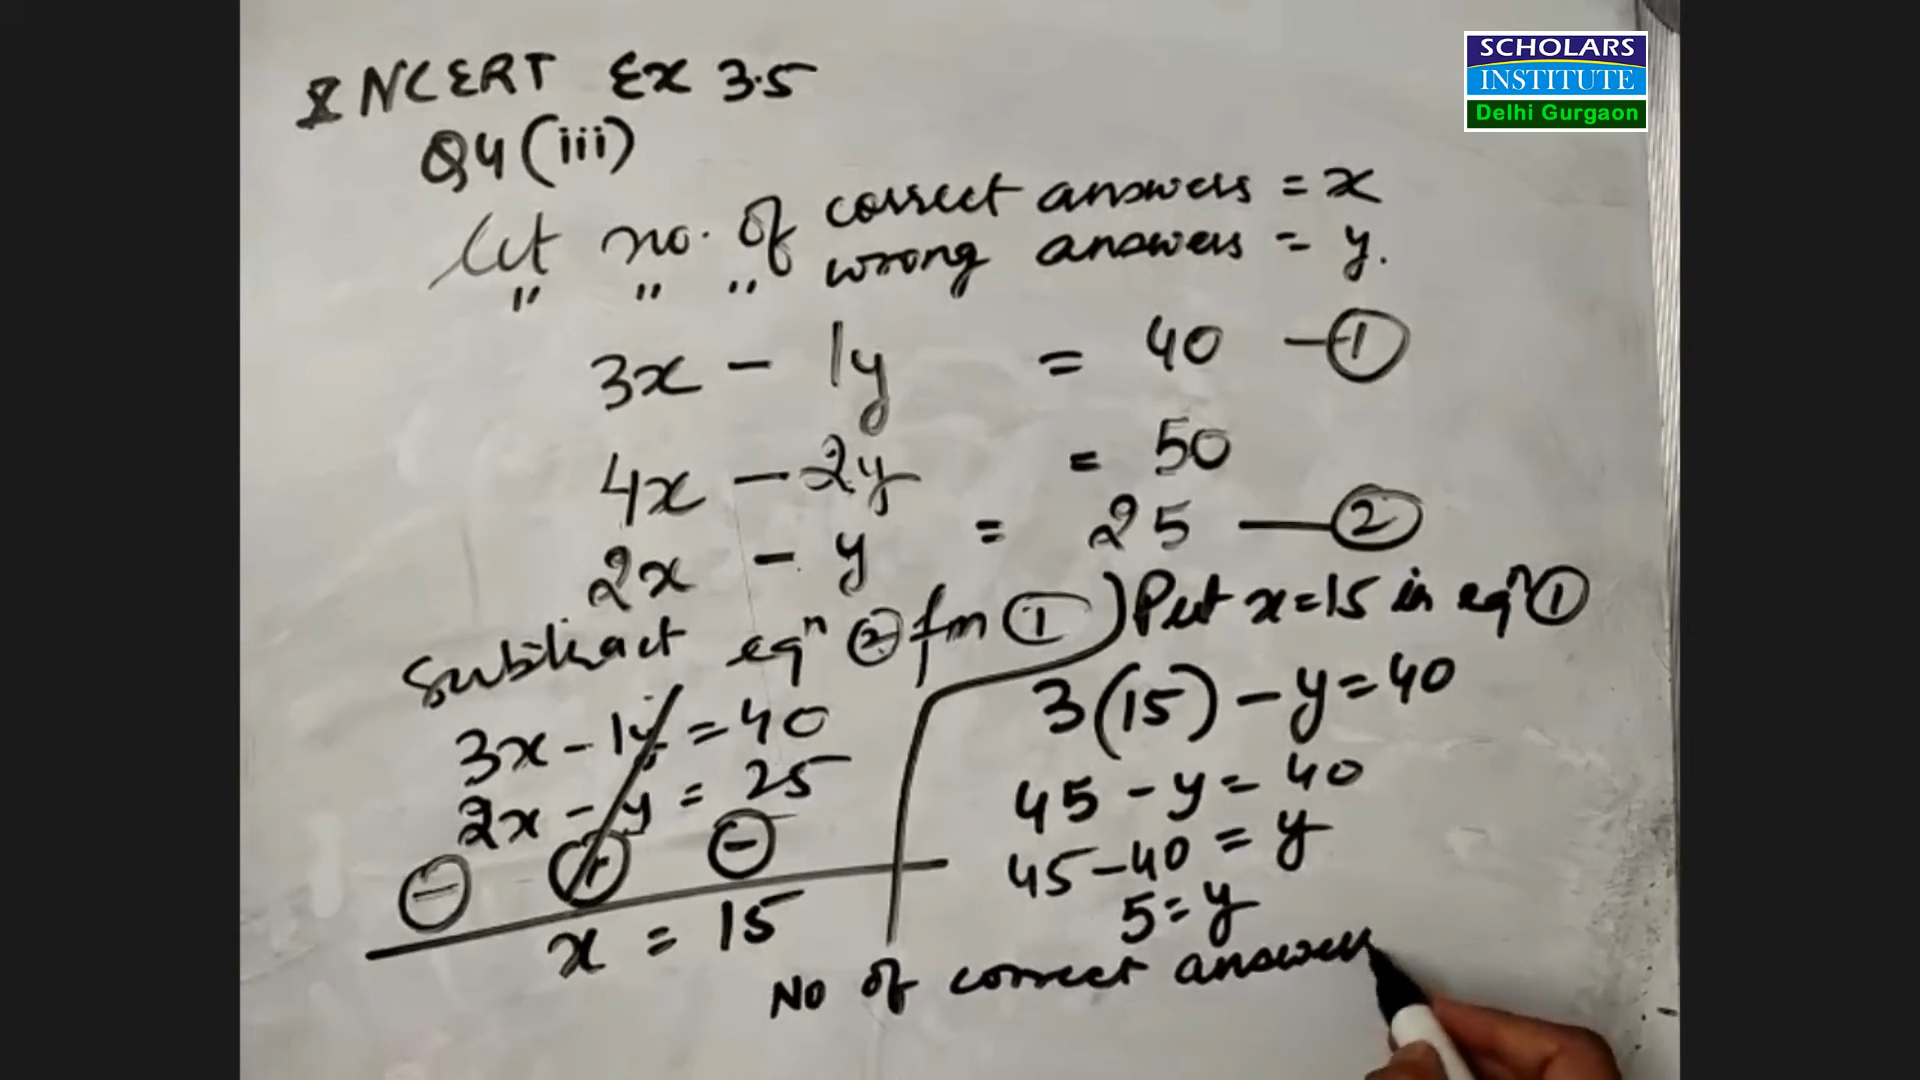 X NCERT Ex 3.5
Q4 (iii)
Let no. of correct answers = x
" " " wrong answers = y.
3x - 1y = 40 - ①
4x - 2y = 50
2x - y = 25 - ②
Subtract eqⁿ ② fm ①
3x - 1y = 40
2x - y = 25
⊖ ⊕ ⊖
x = 15
Put x = 15 in eqⁿ ①
3(15) - y = 40
45 - y = 40
45 - 40 = y
5 = y
No of correct answers
SCHOLARS
INSTITUTE
Delhi Gurgaon